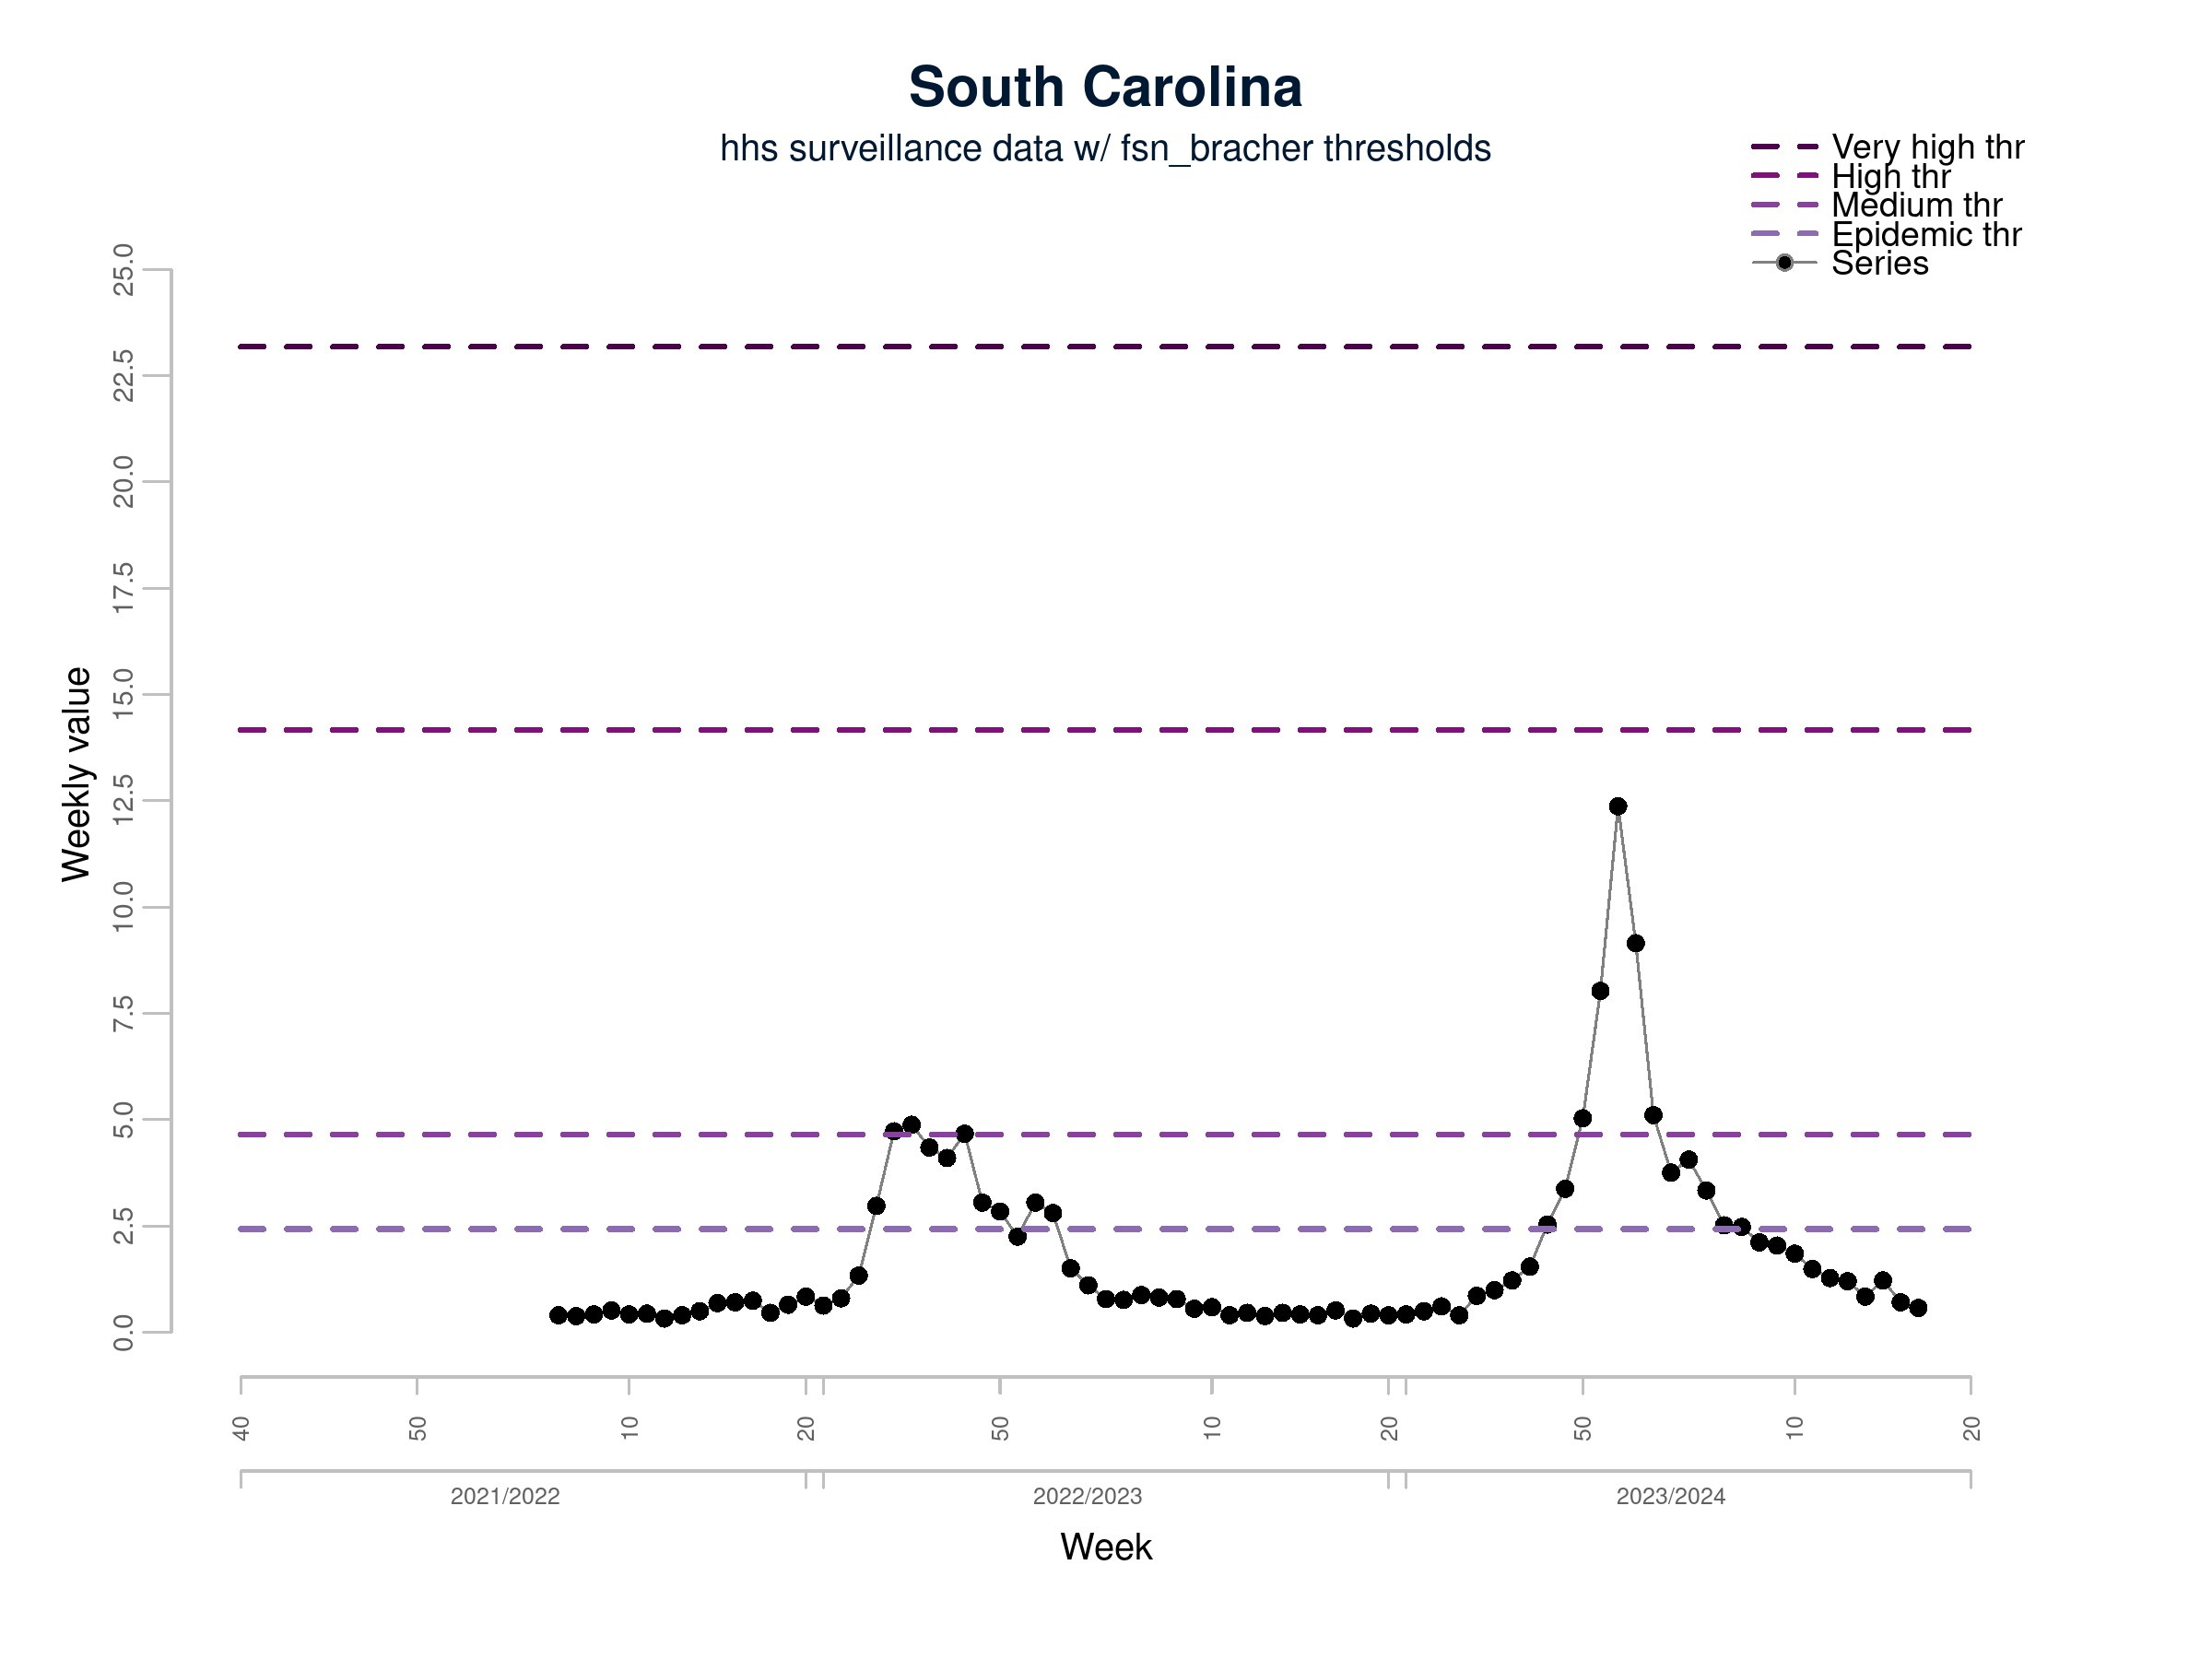 South Carolina
hhs surveillance data w/ fsn_bracher thresholds
Very high thr
High thr
Medium thr
Epidemic thr
Series
Weekly value
25.0
22.5
20.0
17.5
15.0
12.5
10.0
7.5
5.0
2.5
0.0
40 50 10 20 50 10 20 50 10 20
2021/2022 2022/2023 2023/2024
Week